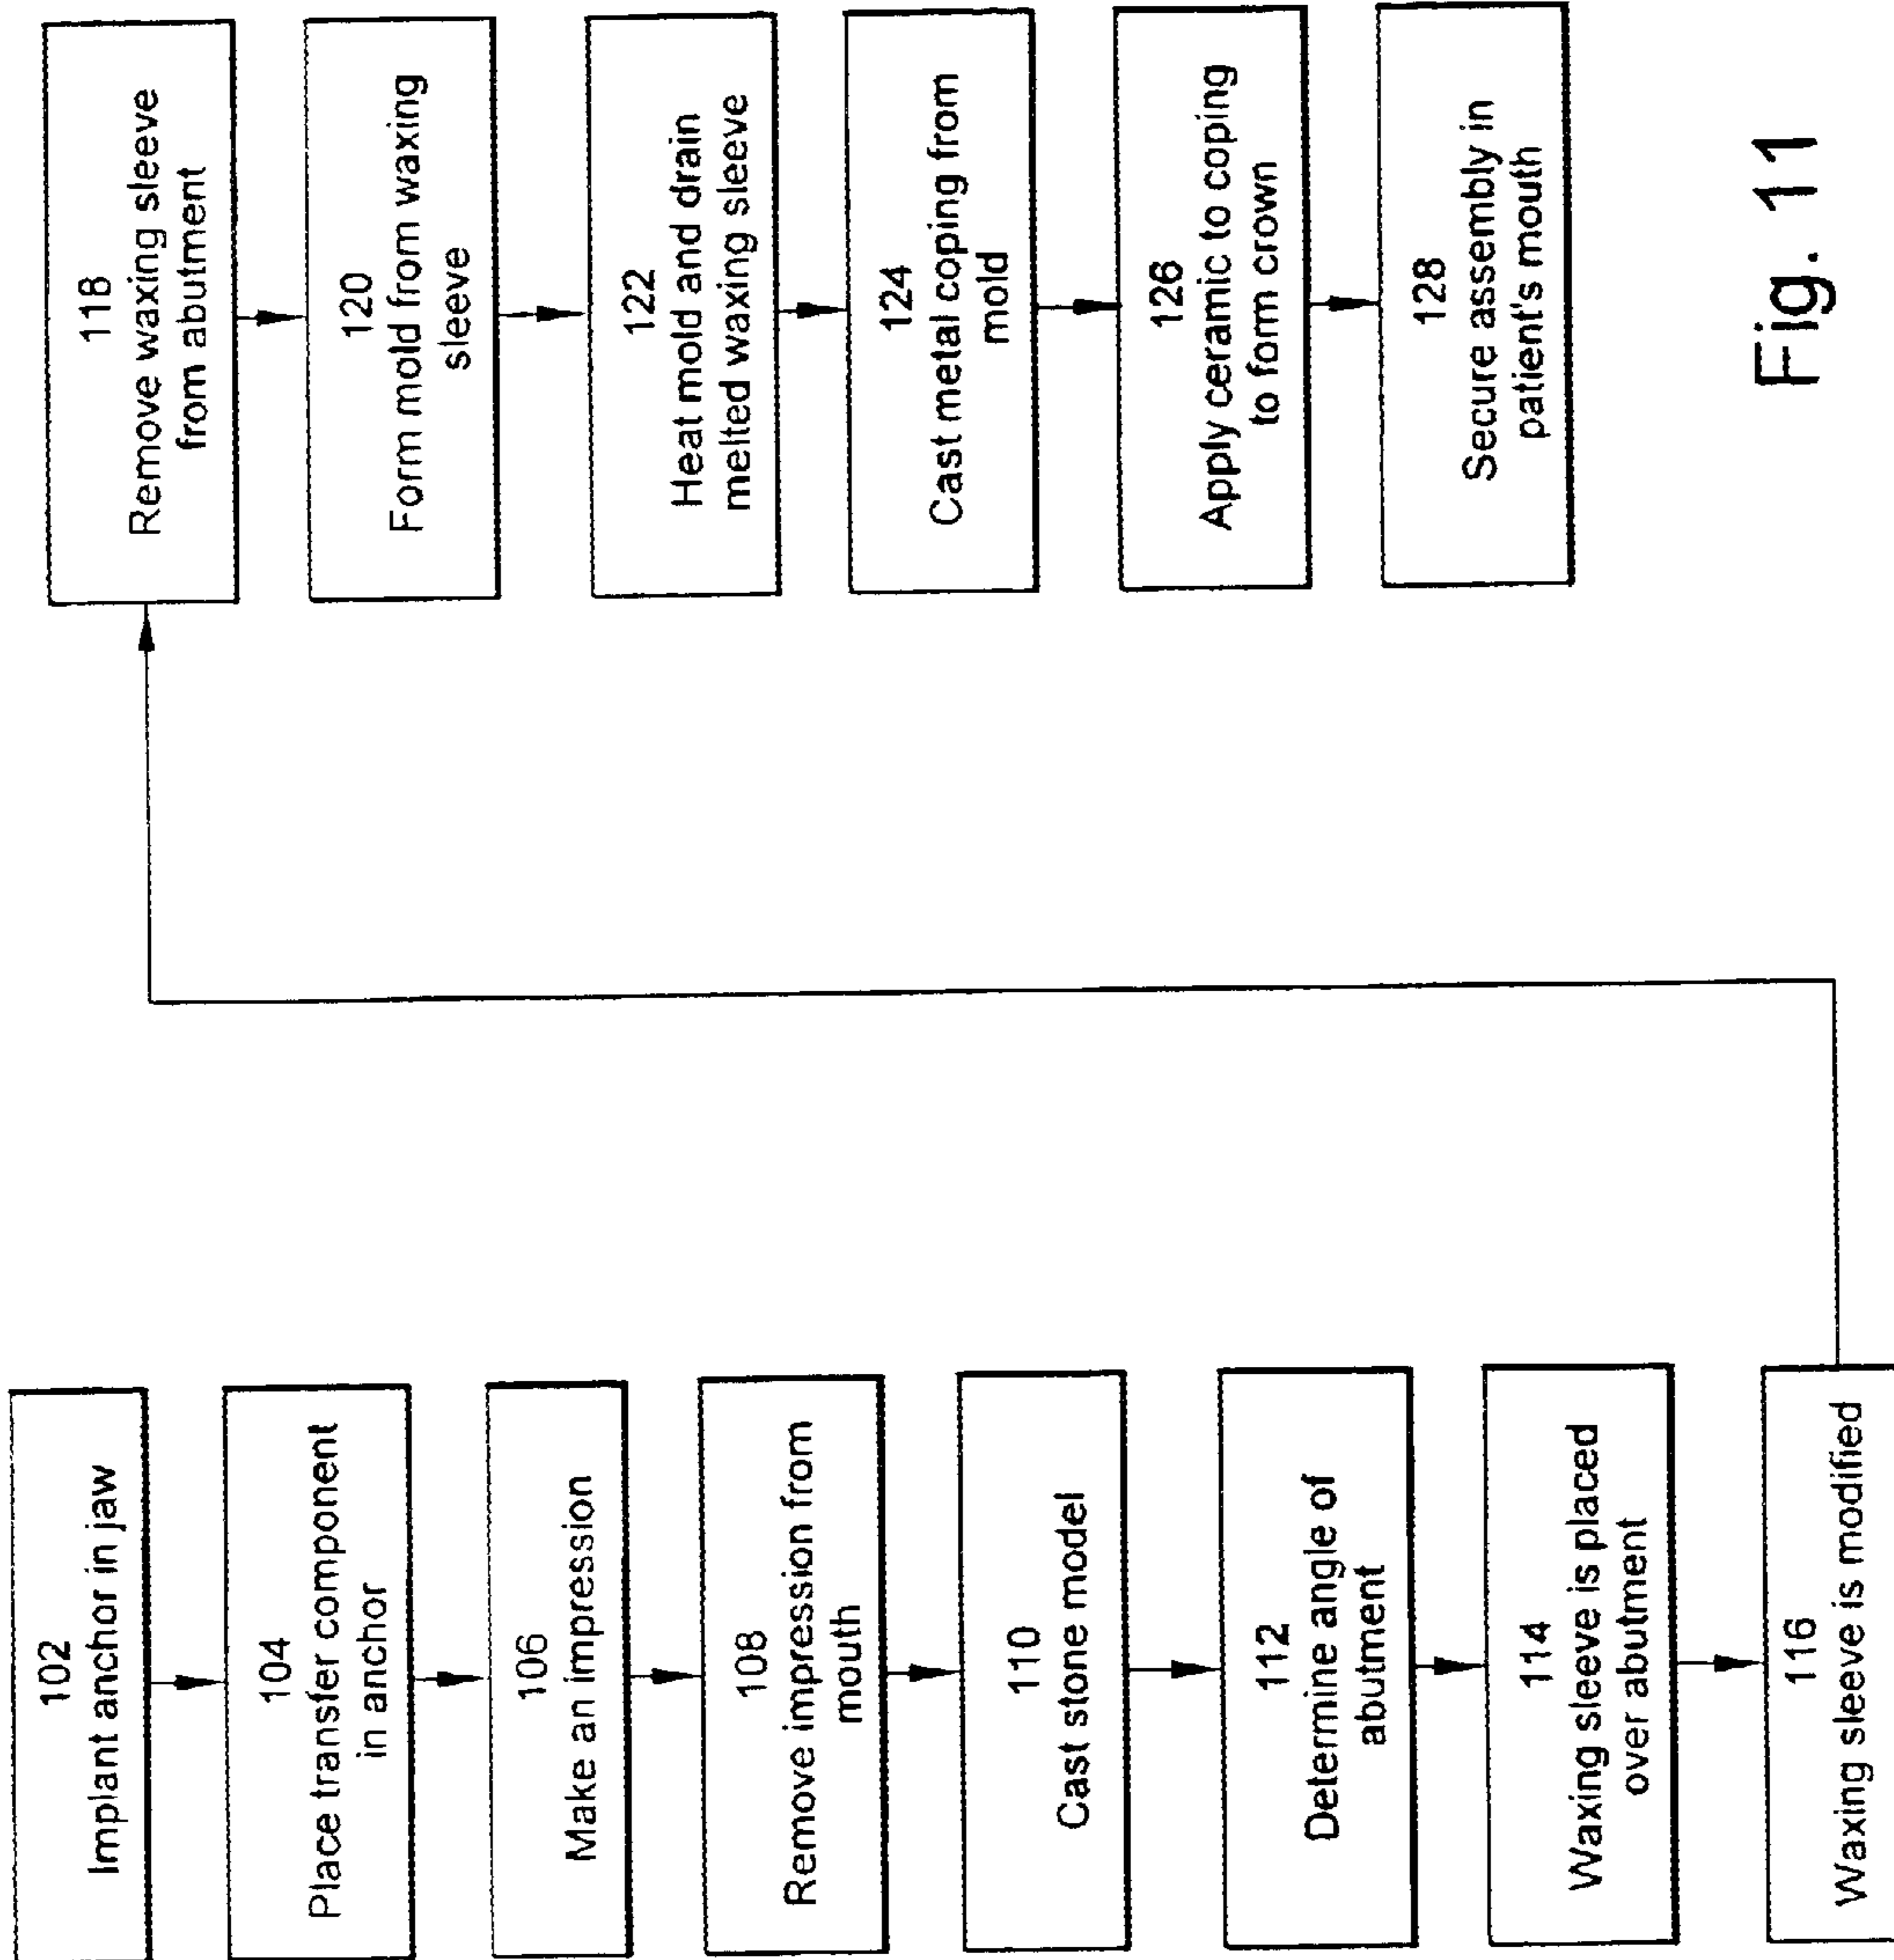 102
Implant anchor in jaw
104
Place transfer component
in anchor
106
Make an impression
108
Remove impression from
mouth
110
Cast stone model
112
Determine angle of
abutment
114
Waxing sleeve is placed
over abutment
116
Waxing sleeve is modified
118
Remove waxing sleeve
from abutment
120
Form mold from waxing
sleeve
122
Heat mold and drain
melted waxing sleeve
124
Cast metal coping from
mold
126
Apply ceramic to coping
to form crown
128
Secure assembly in
patient's mouth
Fig. 11